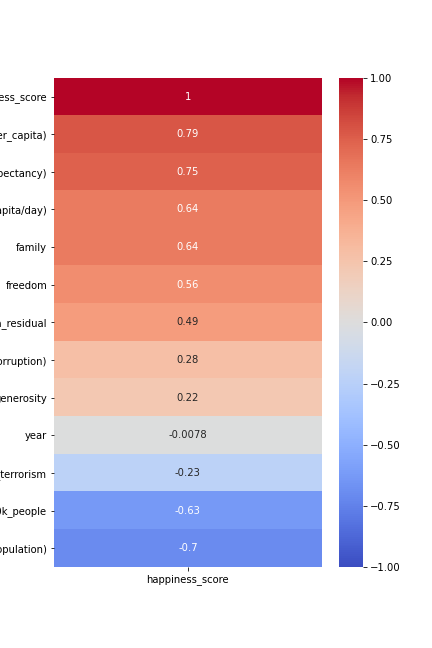 ess_score
1
1.00
er_capita)
0.79
0.75
pectancy)
0.75
apita/day)
0.64
0.50
family
0.64
0.25
freedom
0.56
_residual
0.49
0.00
orruption)
0.28
enerosity
0.22
−0.25
year
-0.0078
−0.50
terrorism
-0.23
0k_people
-0.63
−0.75
opulation)
-0.7
−1.00
happiness_score